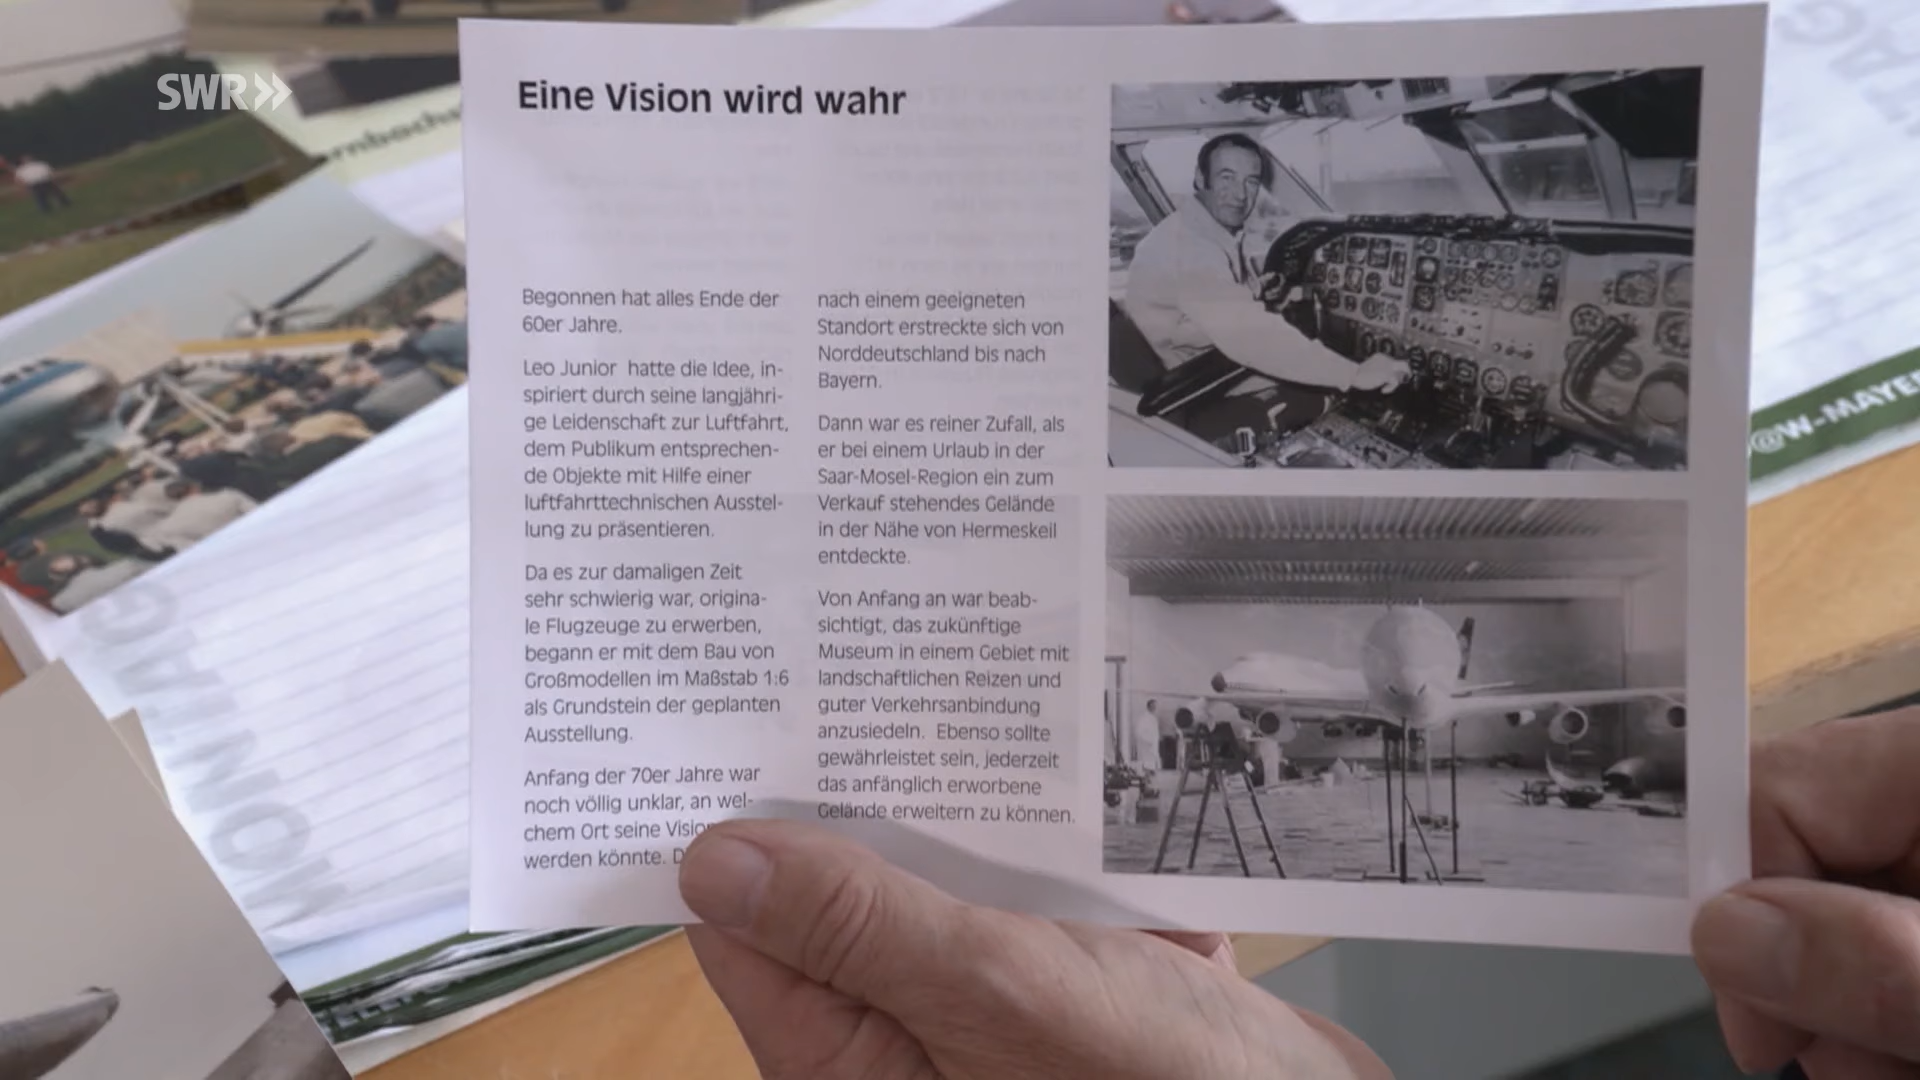 SWR
Eine Vision wird wahr
Begonnen hat alles Ende der
60er Jahre.
Leo Junior hatte die Idee, in-
spiriert durch seine langjähri-
ge Leidenschaft zur Luftfahrt,
dem Publikum entsprechen-
de Objekte mit Hilfe einer
luftfahrttechnischen Ausstel-
lung zu präsentieren.
Da es zur damaligen Zeit
sehr schwierig war, origina-
le Flugzeuge zu erwerben,
begann er mit dem Bau von
Großmodellen im Maßstab 1:6
als Grundstein der geplanten
Ausstellung.
Anfang der 70er Jahre war
noch völlig unklar, an wel-
chem Ort seine Vision
werden könnte.
nach einem geeigneten
Standort erstreckte sich von
Norddeutschland bis nach
Bayern.
Dann war es reiner Zufall, als
er bei einem Urlaub in der
Saar-Mosel-Region ein zum
Verkauf stehendes Gelände
in der Nähe von Hermeskeil
entdeckte.
Von Anfang an war beab-
sichtigt, das zukünftige
Museum in einem Gebiet mit
landschaftlichen Reizen und
guter Verkehrsanbindung
anzusiedeln. Ebenso sollte
gewährleistet sein, jederzeit
das anfänglich erworbene
Gelände erweitern zu können.
@W-MAYE
MONTAG